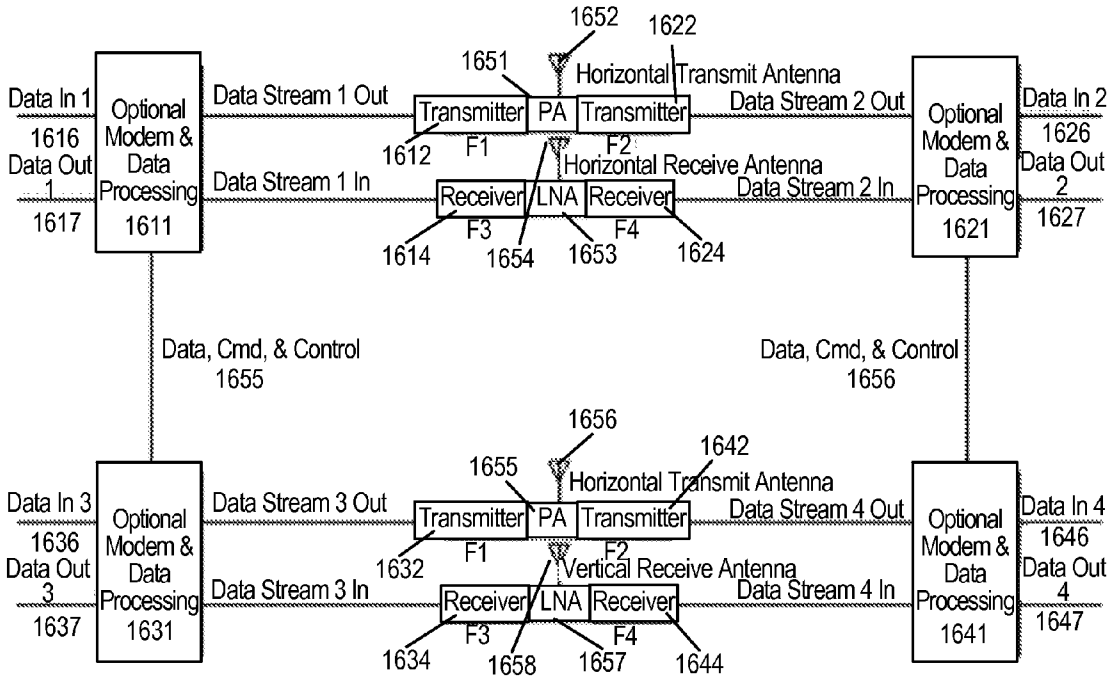 1652
1622
1651
Horizontal Transmit Antenna
Data In 1
1616
Data Out
1
1617
Optional
Modem &
Data
Processing
1611
Data Stream 1 Out
Transmitter
PA
Transmitter
Data Stream 2 Out
1612
F1
F2
Horizontal Receive Antenna
Data Stream 1 In
Receiver
LNA
Receiver
Data Stream 2 In
F3
F4
1614
1654
1653
1624
Optional
Modem &
Data
Processing
1621
Data In 2
1626
Data Out
2
1627
Data, Cmd, & Control
1655
Data, Cmd, & Control
1656
1656
1642
1655
Horizontal Transmit Antenna
Data In 3
1636
Data Out
3
1637
Optional
Modem &
Data
Processing
1631
Data Stream 3 Out
Transmitter
PA
Transmitter
Data Stream 4 Out
1632
F1
F2
Vertical Receive Antenna
Data Stream 3 In
Receiver
LNA
Receiver
Data Stream 4 In
F3
F4
1634
1658
1657
1644
Optional
Modem &
Data
Processing
1641
Data In 4
1646
Data Out
4
1647